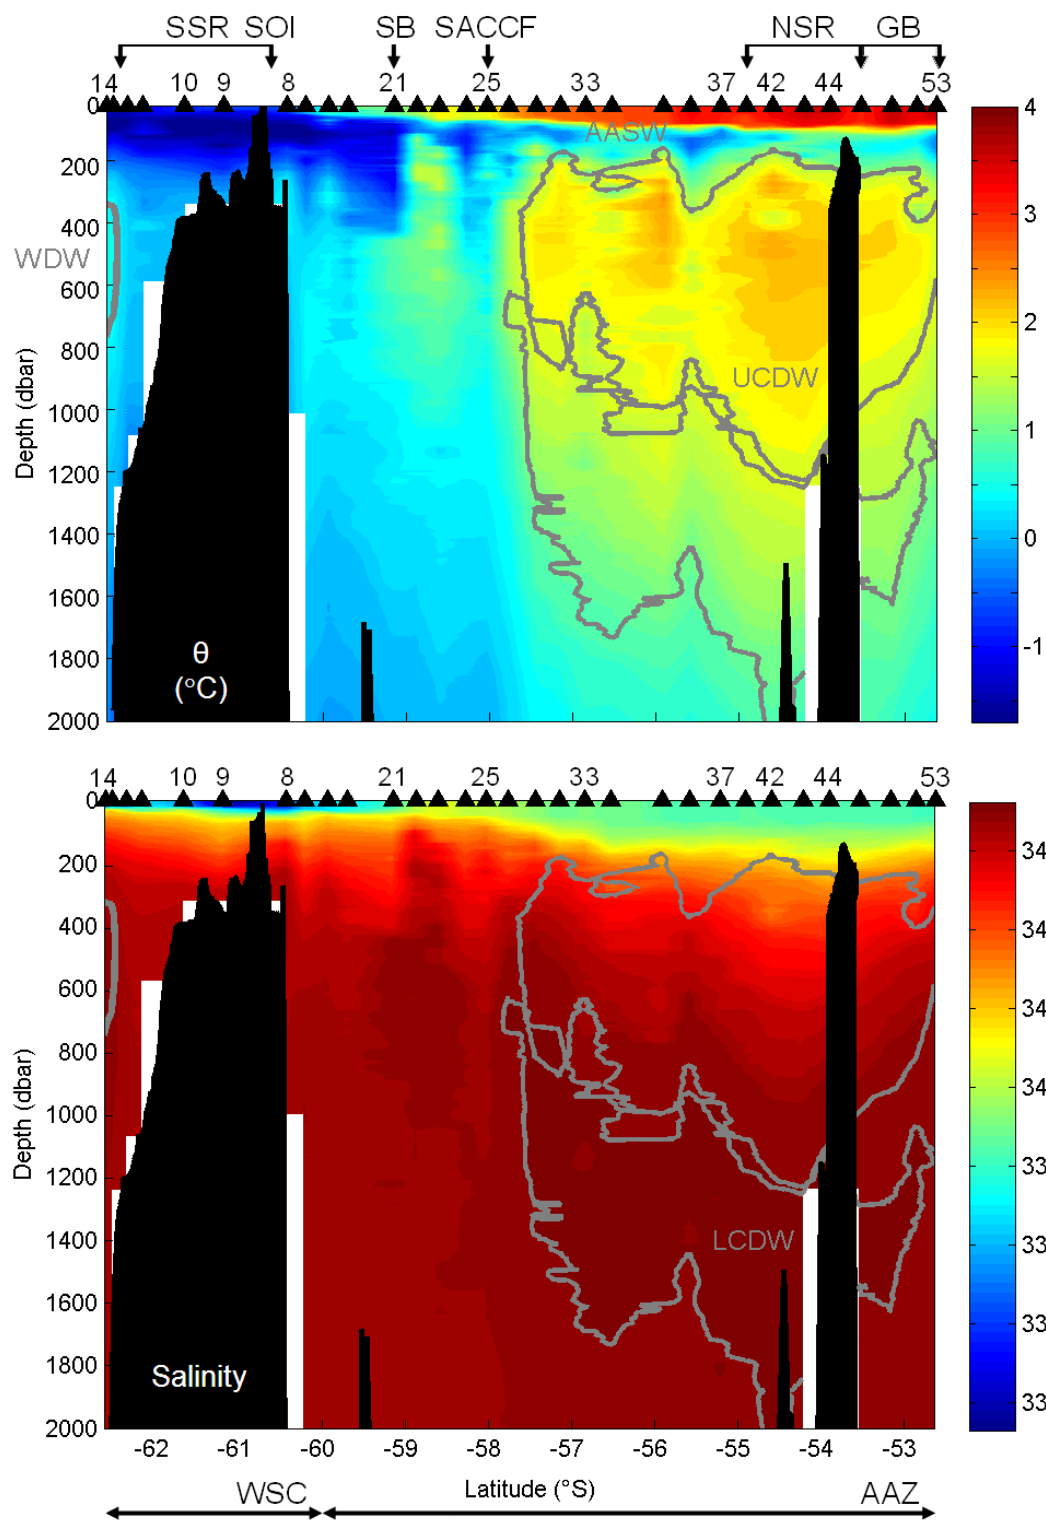 SSR SOI SB SACCF NSR GB
14 10 9 8 21 25 33 37 42 44 53
0
200
400
600
800
1000
1200
1400
1600
1800
2000
Depth (dbar)
AASW
WDW
UCDW
θ
(°C)
4
3
2
1
0
-1
14 10 9 8 21 25 33 37 42 44 53
0
200
400
600
800
1000
1200
1400
1600
1800
2000
Depth (dbar)
LCDW
Salinity
34
34
34
34
34
33
33
33
33
-62 -61 -60 -59 -58 -57 -56 -55 -54 -53
WSC Latitude (°S) AAZ